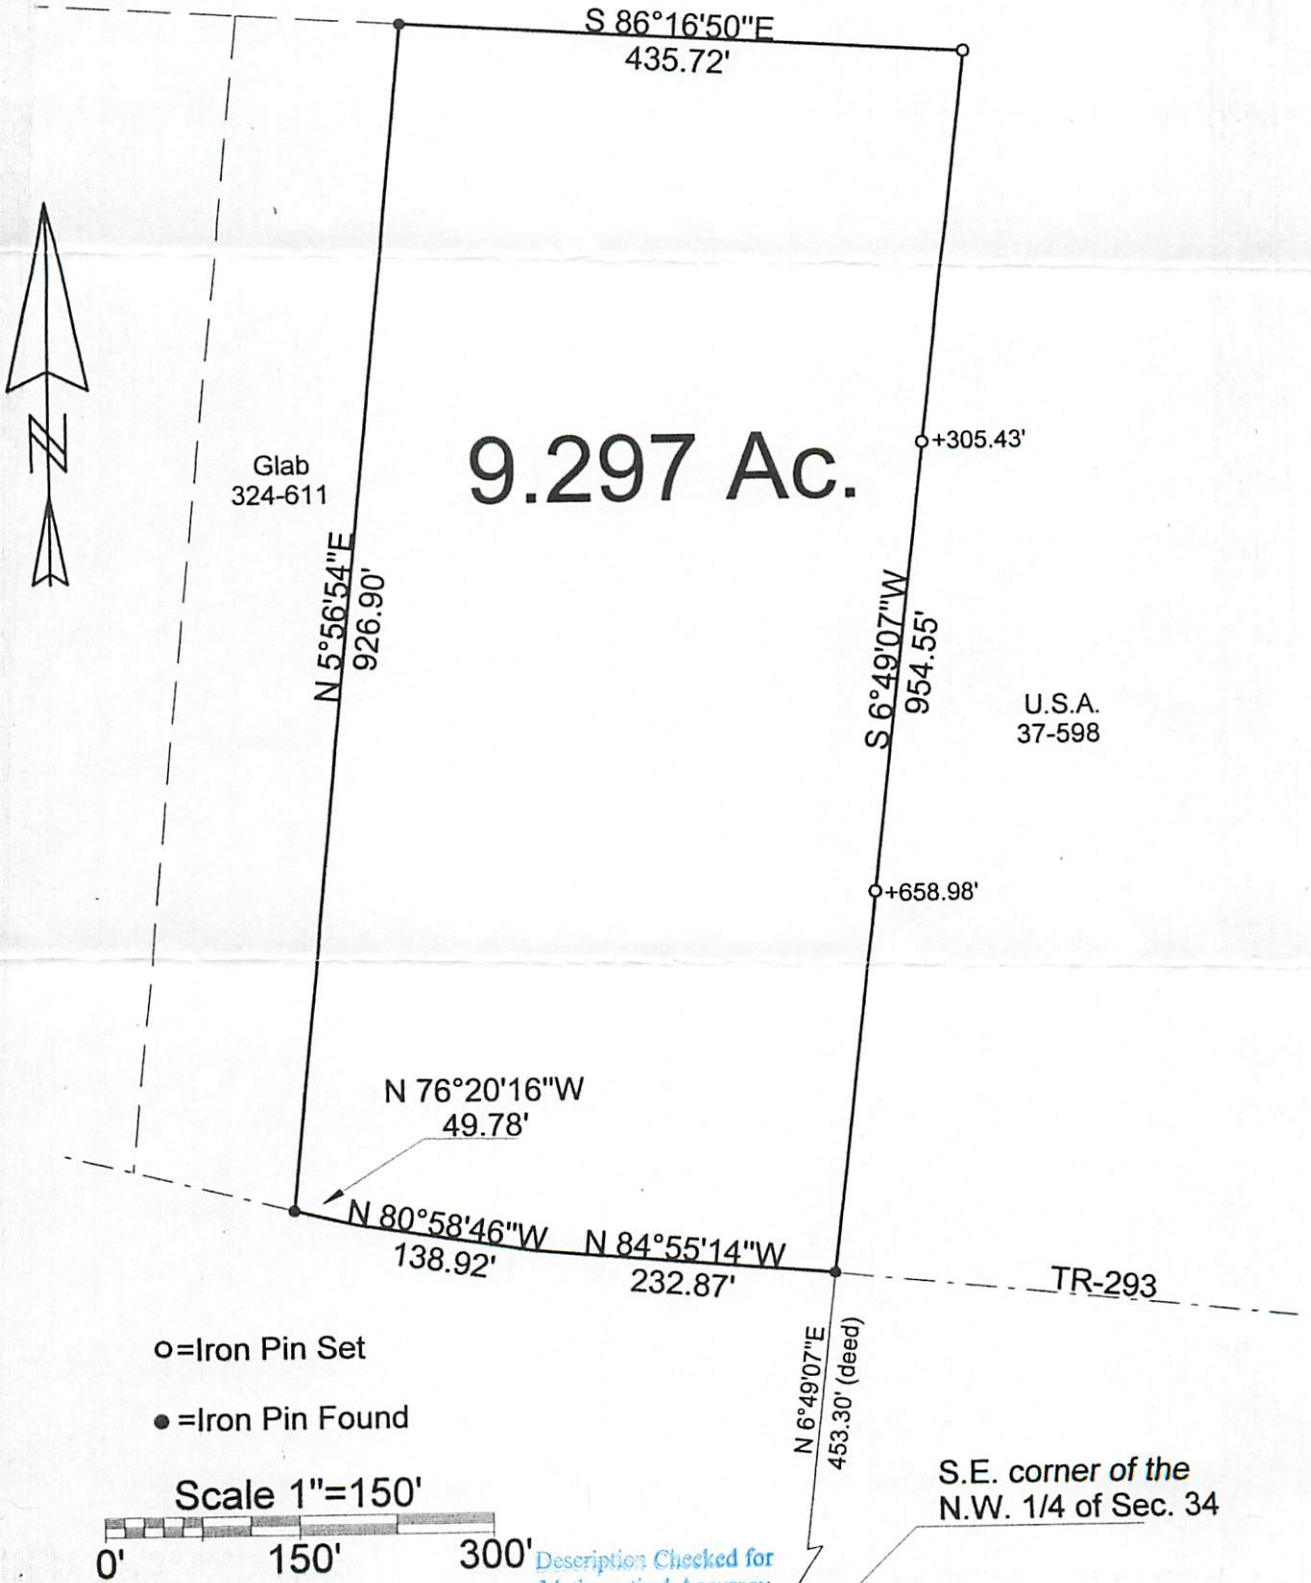 S 86°16'50"E
435.72'
N
Glab
324-611
9.297 Ac.
+305.43'
N 5°56'54"E
926.90'
S 6°49'07"W
954.55'
U.S.A.
37-598
+658.98'
N 76°20'16"W
49.78'
N 80°58'46"W
138.92'
N 84°55'14"W
232.87'
TR-293
N 6°49'07"E
453.30' (deed)
=Iron Pin Set
=Iron Pin Found
S.E. corner of the
N.W. 1/4 of Sec. 34
Scale 1"=150'
0' 150' 300'
Description Checked for